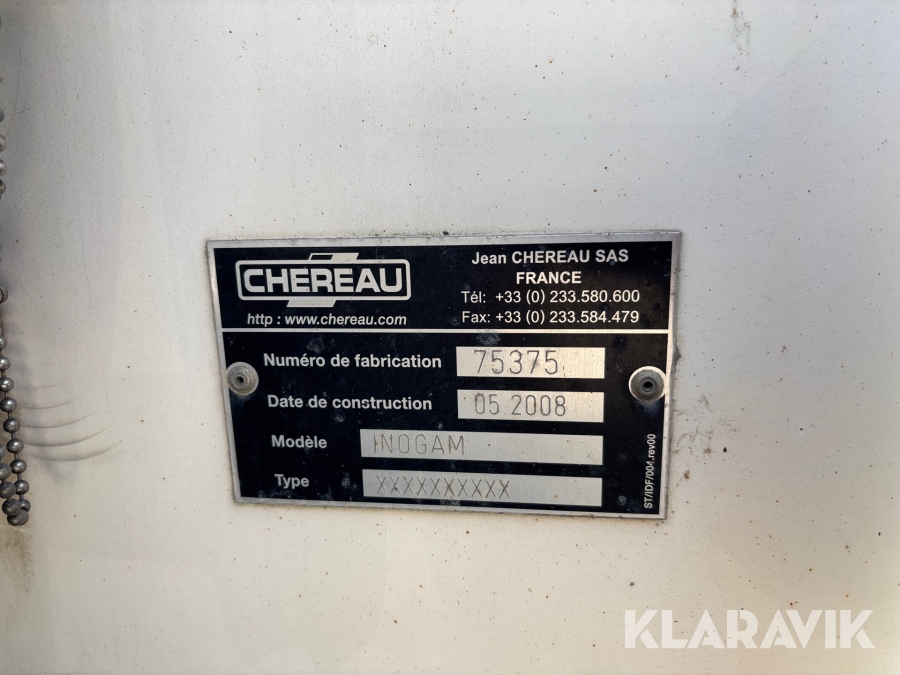 CHEREAU
http : www.chereau.com
Jean CHEREAU SAS
FRANCE
Tél: +33 (0) 233.580.600
Fax: +33 (0) 233.584.479
Numéro de fabrication 75375
Date de construction 05 2008
Modèle INOGAM
Type XXXXXXXXXX
ST/IDF/004.rev00
KLARAVIK